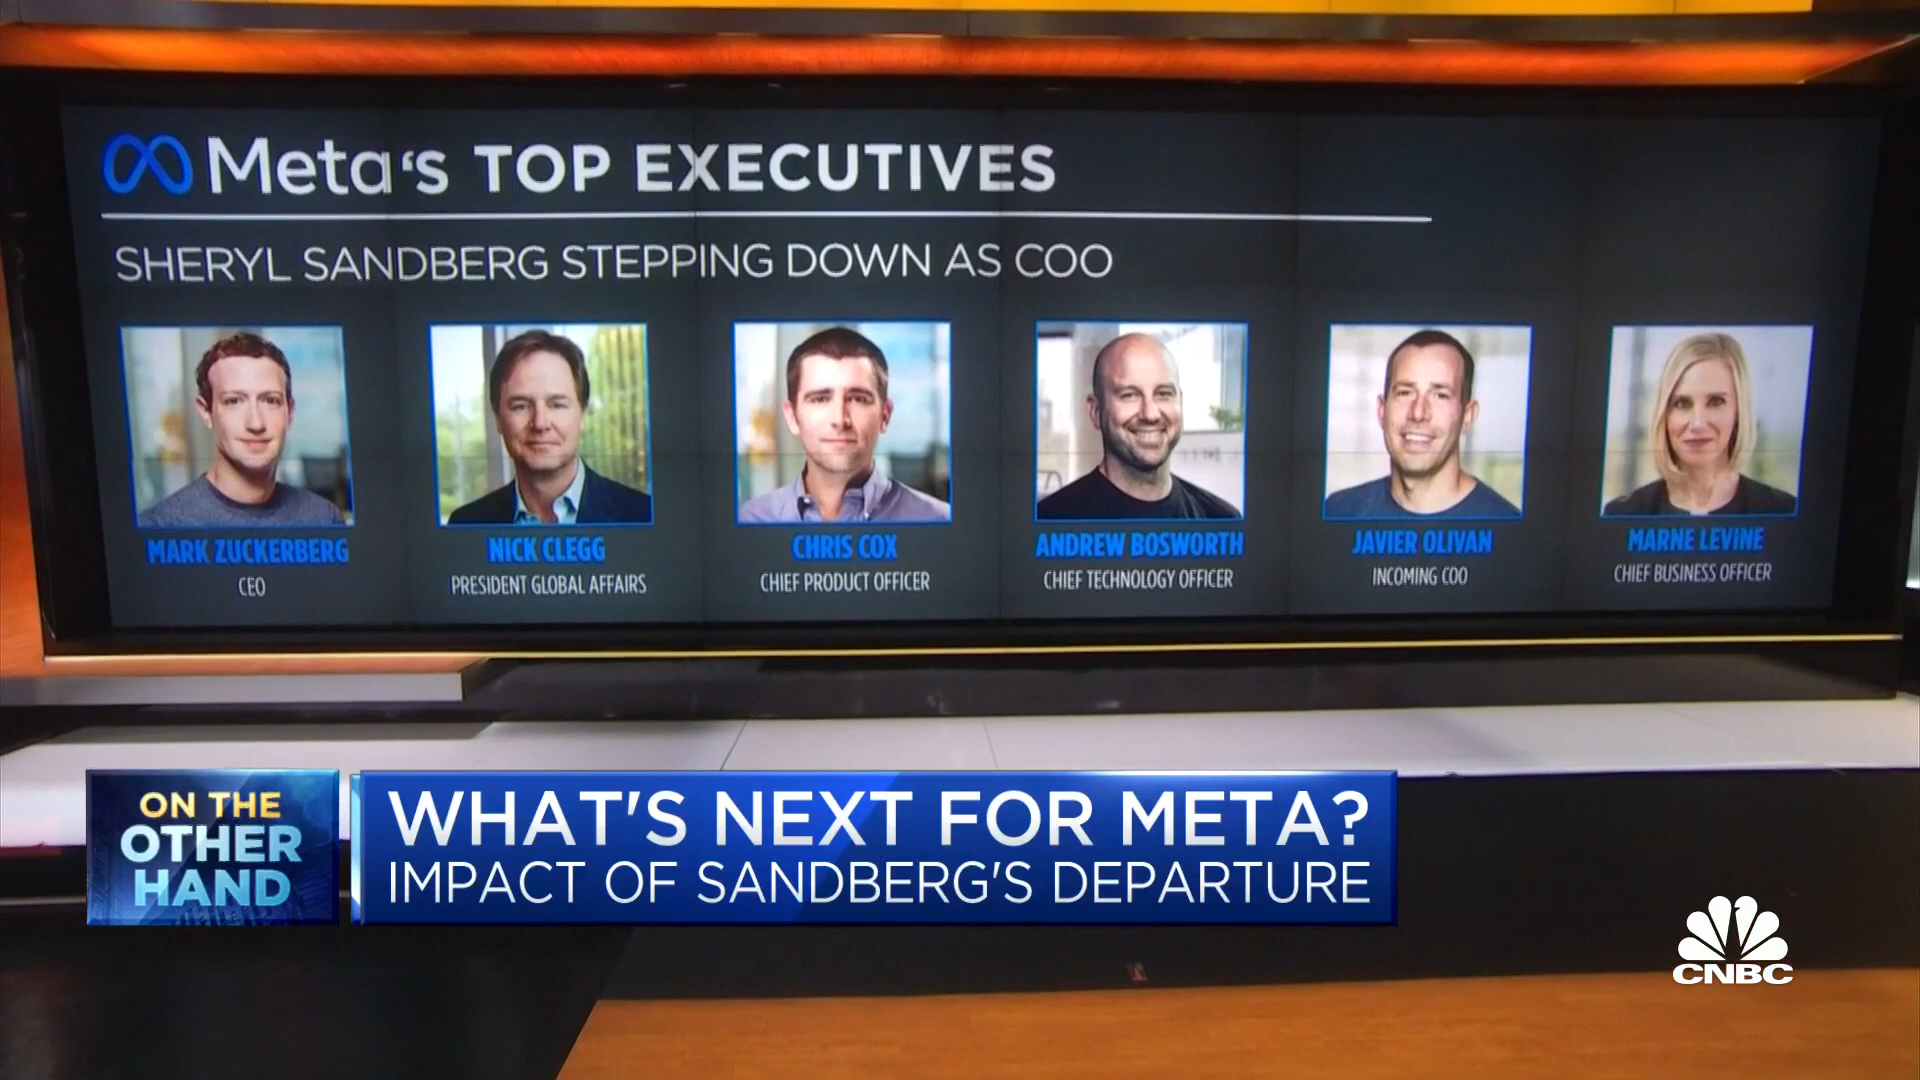 Meta's TOP EXECUTIVES
SHERYL SANDBERG STEPPING DOWN AS COO
MARK ZUCKERBERG
CEO
NICK CLEGG
PRESIDENT GLOBAL AFFAIRS
CHRIS COX
CHIEF PRODUCT OFFICER
ANDREW BOSWORTH
CHIEF TECHNOLOGY OFFICER
JAVIER OLIVAN
INCOMING COO
MARNE LEVINE
CHIEF BUSINESS OFFICER
ON THE
OTHER
HAND
WHAT'S NEXT FOR META?
IMPACT OF SANDBERG'S DEPARTURE
CNBC